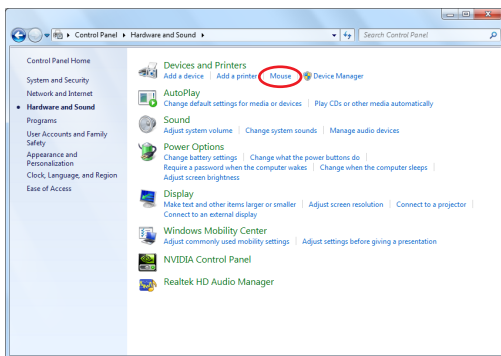 Control Panel ▸ Hardware and Sound ▸
Search Control Panel
Control Panel Home
System and Security
Network and Internet
Hardware and Sound
Programs
User Accounts and Family
Safety
Appearance and
Personalization
Clock, Language, and Region
Ease of Access
Devices and Printers
Add a device | Add a printer | Mouse | Device Manager
AutoPlay
Change default settings for media or devices | Play CDs or other media automatically
Sound
Adjust system volume | Change system sounds | Manage audio devices
Power Options
Change battery settings | Change what the power buttons do |
Require a password when the computer wakes | Change when the computer sleeps |
Adjust screen brightness
Display
Make text and other items larger or smaller | Adjust screen resolution | Connect to a projector |
Connect to an external display
Windows Mobility Center
Adjust commonly used mobility settings | Adjust settings before giving a presentation
NVIDIA Control Panel
Realtek HD Audio Manager